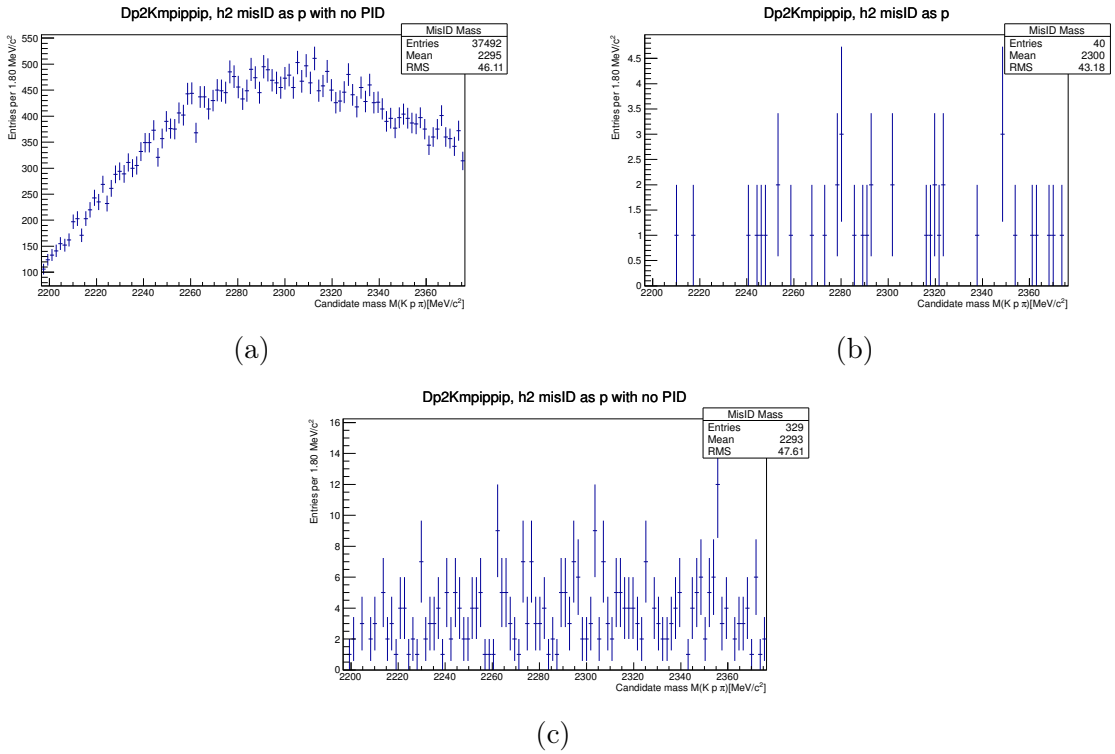 Dp2Kmpippip, h2 misID as p with no PID
MisID Mass
Entries 37492
Mean 2295
RMS 46.11
Entries per 1.80 MeV/c²
550
500
450
400
350
300
250
200
150
100
2200 2220 2240 2260 2280 2300 2320 2340 2360
Candidate mass M(K p π)[MeV/c²]
(a)
Dp2Kmpippip, h2 misID as p
MisID Mass
Entries 40
Mean 2300
RMS 43.18
Entries per 1.80 MeV/c²
4.5
4
3.5
3
2.5
2
1.5
1
0.5
0
2200 2220 2240 2260 2280 2300 2320 2340 2360
Candidate mass M(K p π)[MeV/c²]
(b)
Dp2Kmpippip, h2 misID as p with no PID
MisID Mass
Entries 329
Mean 2293
RMS 47.61
Entries per 1.80 MeV/c²
16
14
12
10
8
6
4
2
0
2200 2220 2240 2260 2280 2300 2320 2340 2360
Candidate mass M(K p π)[MeV/c²]
(c)